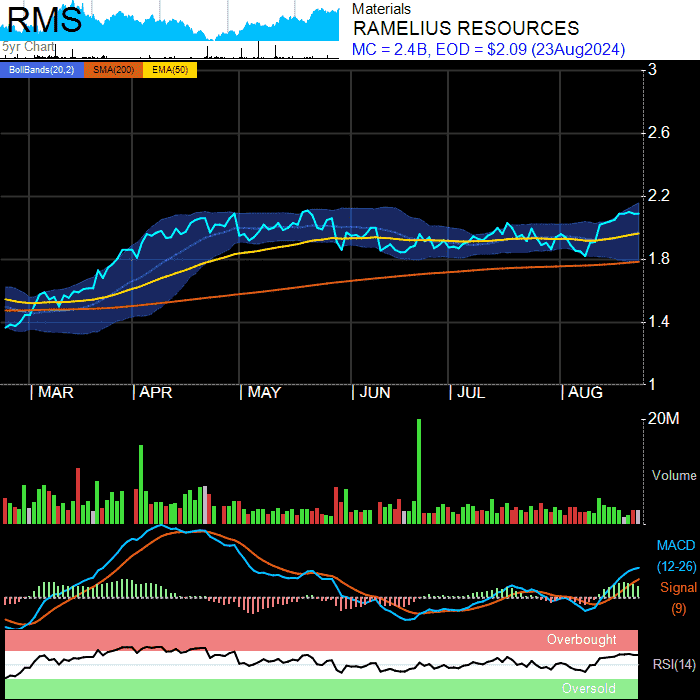 RMS
5yr Chart
Materials
RAMELIUS RESOURCES
MC = 2.4B, EOD = $2.09 (23Aug2024)
BollBands(20,2) SMA(200) EMA(50)
3
2.6
2.2
1.8
1.4
1
MAR APR MAY JUN JUL AUG
20M
Volume
MACD
(12-26)
Signal
(9)
Overbought
RSI(14)
Oversold